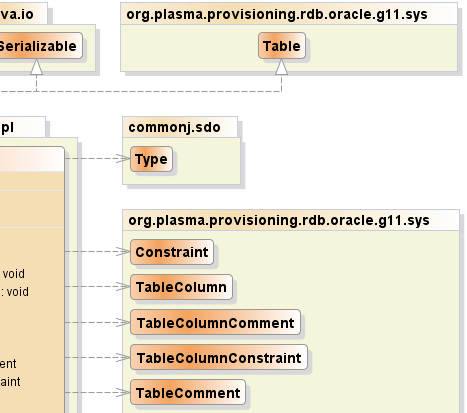 va.io
Serializable
org.plasma.provisioning.rdb.oracle.g11.sys
Table
pl
commonj.sdo
Type
org.plasma.provisioning.rdb.oracle.g11.sys
Constraint
void
TableColumn
: void
TableColumnComment
TableColumnConstraint
ent
aint
TableComment